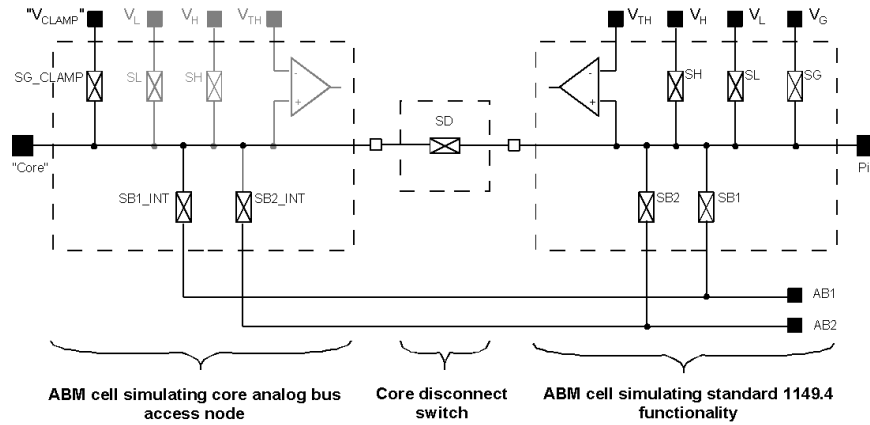 "VCLAMP" VL VH VTH VTH VH VL VG
SG_CLAMP SL SH SH SL SG
- + - +
SD
"Core" Pi
SB1_INT SB2_INT SB2 SB1
AB1
AB2
ABM cell simulating core analog bus access node
Core disconnect switch
ABM cell simulating standard 1149.4 functionality